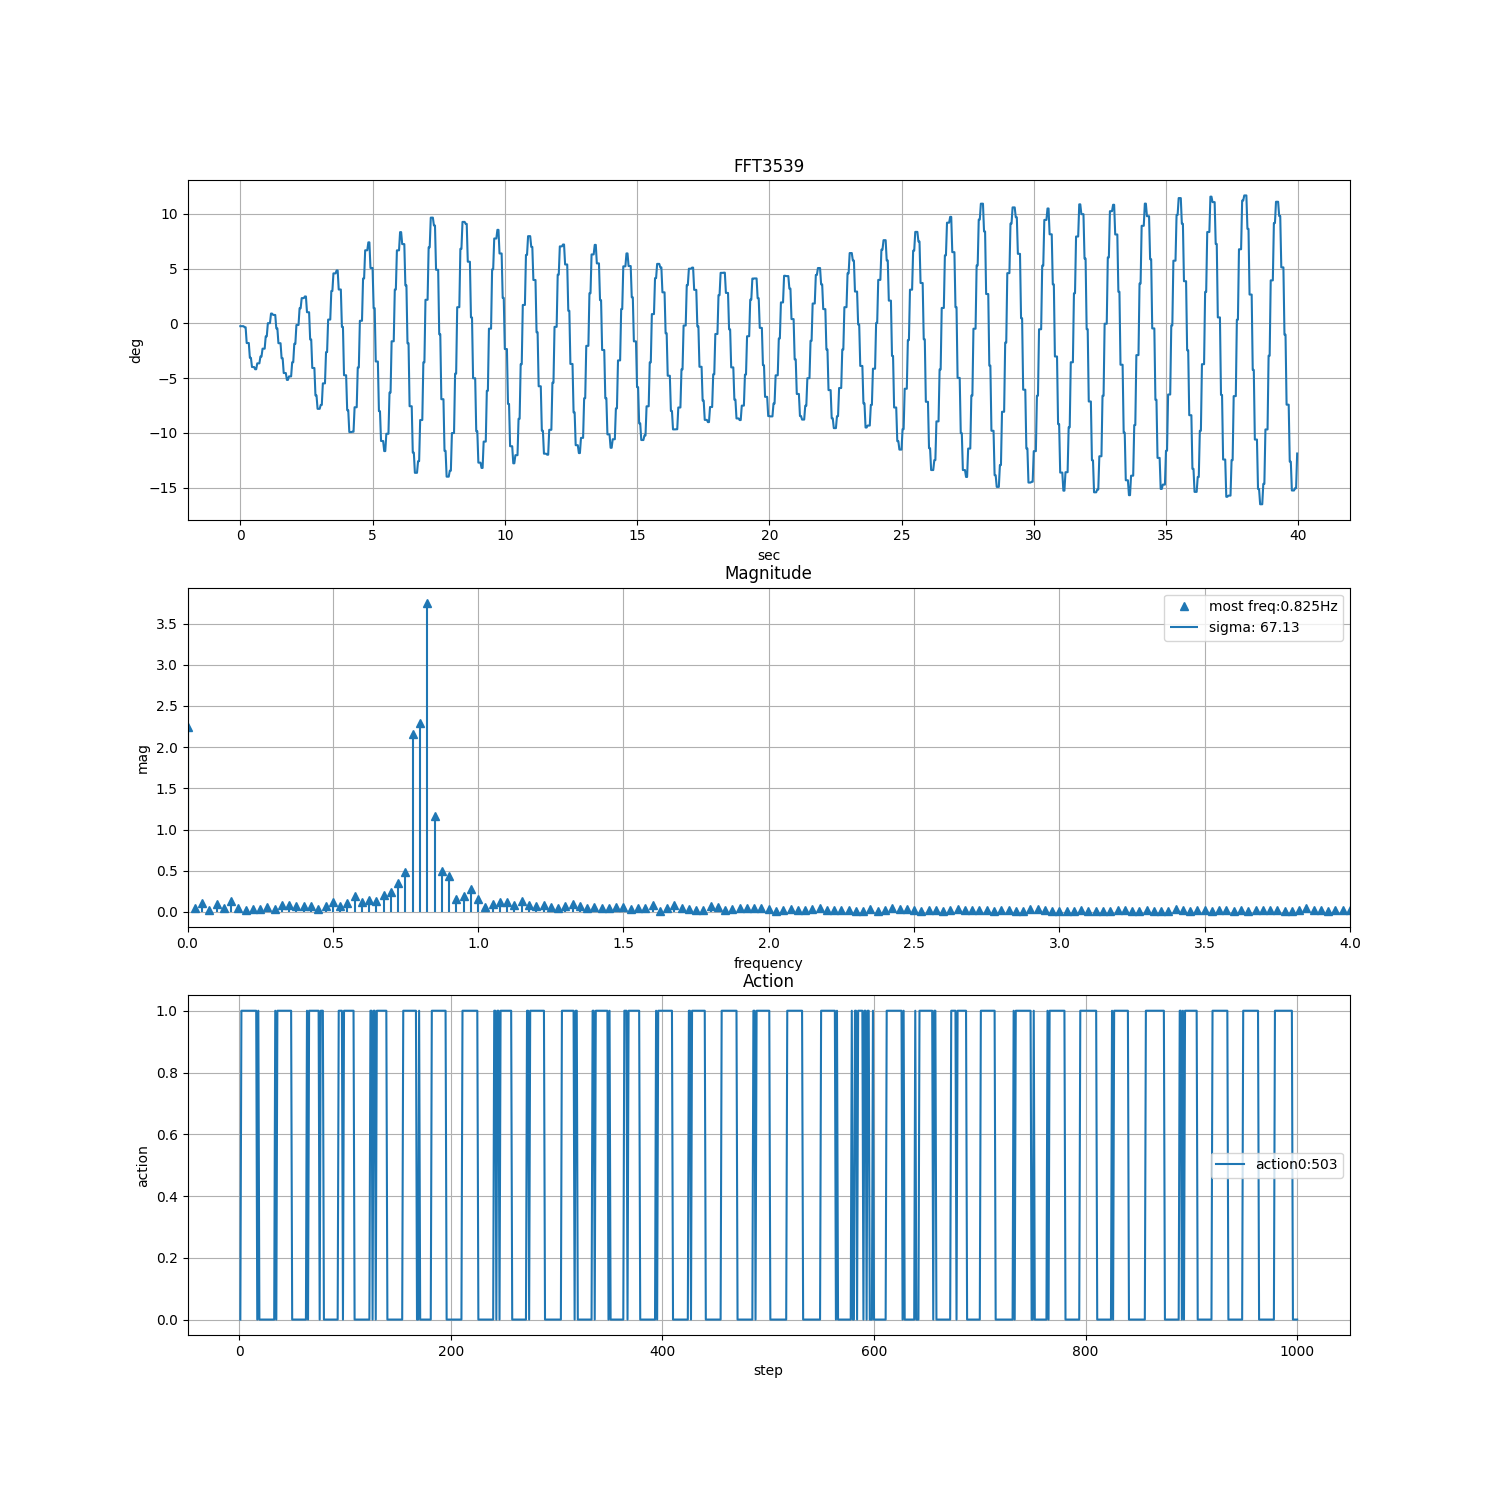 FFT3539
10
5
0
−5
−10
−15
deg
0 5 10 15 20 25 30 35 40
sec
Magnitude
most freq:0.825Hz
sigma: 67.13
3.5
3.0
2.5
2.0
1.5
1.0
0.5
0.0
mag
0.0 0.5 1.0 1.5 2.0 2.5 3.0 3.5 4.0
frequency
Action
1.0
0.8
0.6
0.4
0.2
0.0
action
action0:503
0 200 400 600 800 1000
step